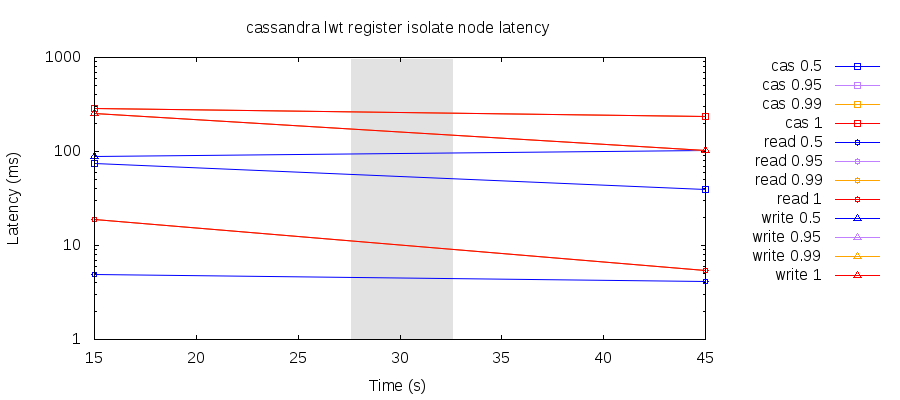 cassandra lwt register isolate node latency
1000
100
10
1
Latency (ms)
15 20 25 30 35 40 45
Time (s)
cas 0.5
cas 0.95
cas 0.99
cas 1
read 0.5
read 0.95
read 0.99
read 1
write 0.5
write 0.95
write 0.99
write 1